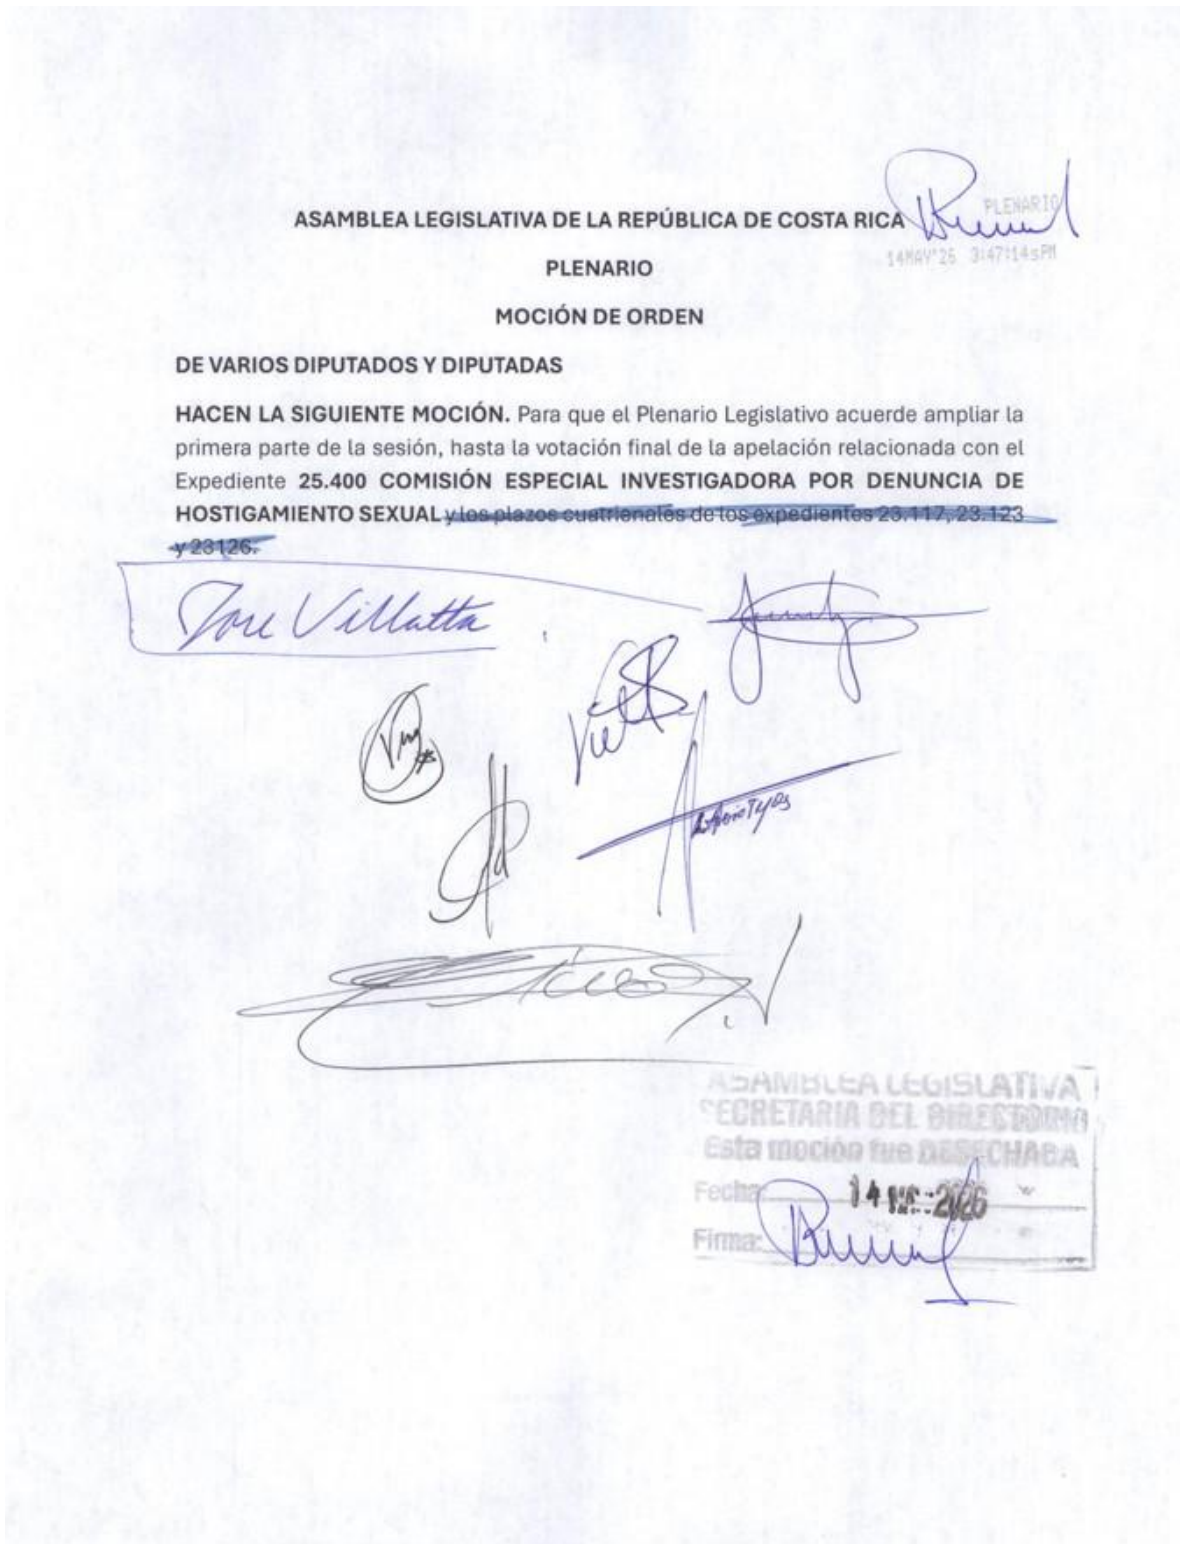 PLENARIO
14MAY'26 3:47:14sPM
ASAMBLEA LEGISLATIVA DE LA REPÚBLICA DE COSTA RICA
PLENARIO
MOCIÓN DE ORDEN
DE VARIOS DIPUTADOS Y DIPUTADAS
HACEN LA SIGUIENTE MOCIÓN. Para que el Plenario Legislativo acuerde ampliar la
primera parte de la sesión, hasta la votación final de la apelación relacionada con el
Expediente 25.400 COMISIÓN ESPECIAL INVESTIGADORA POR DENUNCIA DE
HOSTIGAMIENTO SEXUAL y los plazos cuatrienales de los expedientes 23.117, 23.123
y 23126.
José Villalta
ASAMBLEA LEGISLATIVA
SECRETARIA DEL DIRECTORIO
Esta moción fue DESECHADA
Fecha: 14 2026
Firma: